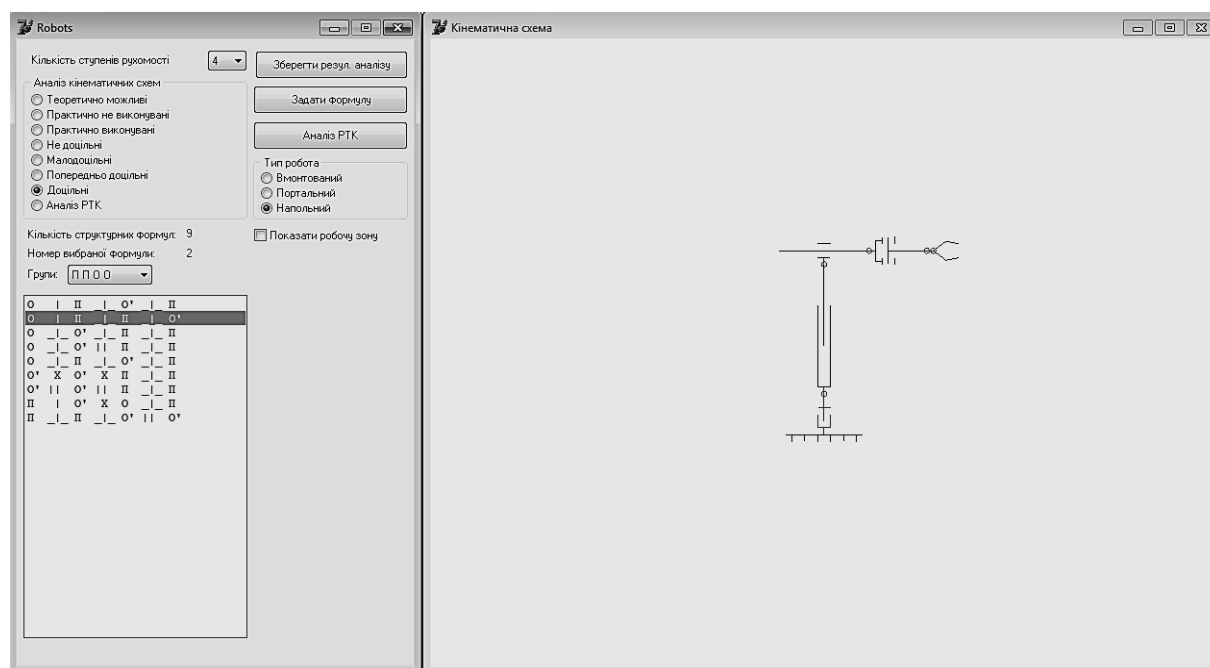 Robots
Кількість ступенів рухомості 4
Аналіз кінематичних схем
Теоретично можливі
Практично не виконувані
Практично виконувані
Не доцільні
Малодоцільні
Попередньо доцільні
Доцільні
Аналіз РТК
Зберегти резул. аналізу
Задати формулу
Аналіз РТК
Тип робота
Вмонтований
Портальний
Напольний
Показати робочу зону
Кількість структурних формул: 9
Номер вибраної формули: 2
Групи: П П О О
О | П _|_ О' _|_ П
О | П _|_ П _|_ О'
О _|_ О' _|_ П _|_ П
О _|_ О' || П _|_ П
О _|_ П _|_ О' _|_ П
О' X О' X П _|_ П
О' || О' || П _|_ П
П | О' X О _|_ П
П _|_ П _|_ О' || О'
Кінематична схема